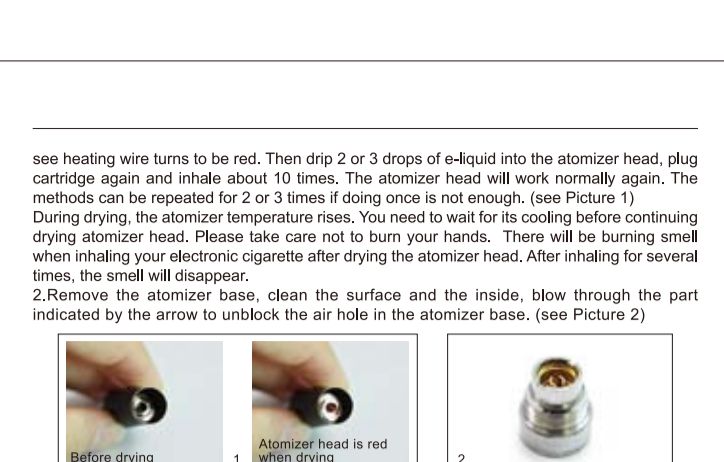 see heating wire turns to be red. Then drip 2 or 3 drops of e-liquid into the atomizer head, plug
cartridge again and inhale about 10 times. The atomizer head will work normally again. The
methods can be repeated for 2 or 3 times if doing once is not enough. (see Picture 1)
During drying, the atomizer temperature rises. You need to wait for its cooling before continuing
drying atomizer head. Please take care not to burn your hands. There will be burning smell
when inhaling your electronic cigarette after drying the atomizer head. After inhaling for several
times, the smell will disappear.
2.Remove the atomizer base, clean the surface and the inside, blow through the part
indicated by the arrow to unblock the air hole in the atomizer base. (see Picture 2)
Before drying
1
Atomizer head is red
when drying
2